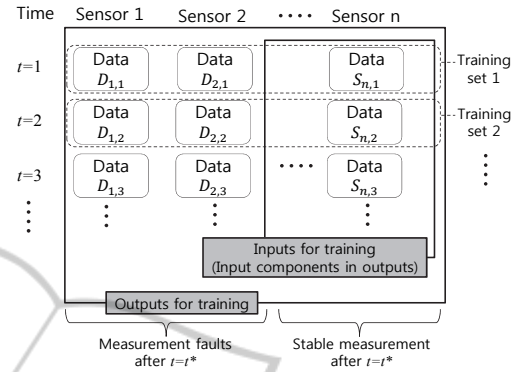 Time Sensor 1 Sensor 2 ···· Sensor n
t=1 Data D1,1 Data D2,1 Data Sn,1 Training set 1
t=2 Data D1,2 Data D2,2 Data Sn,2 Training set 2
t=3 Data D1,3 Data D2,3 ···· Data Sn,3
Inputs for training
(Input components in outputs)
Outputs for training
Measurement faults
after t=t*
Stable measurement
after t=t*